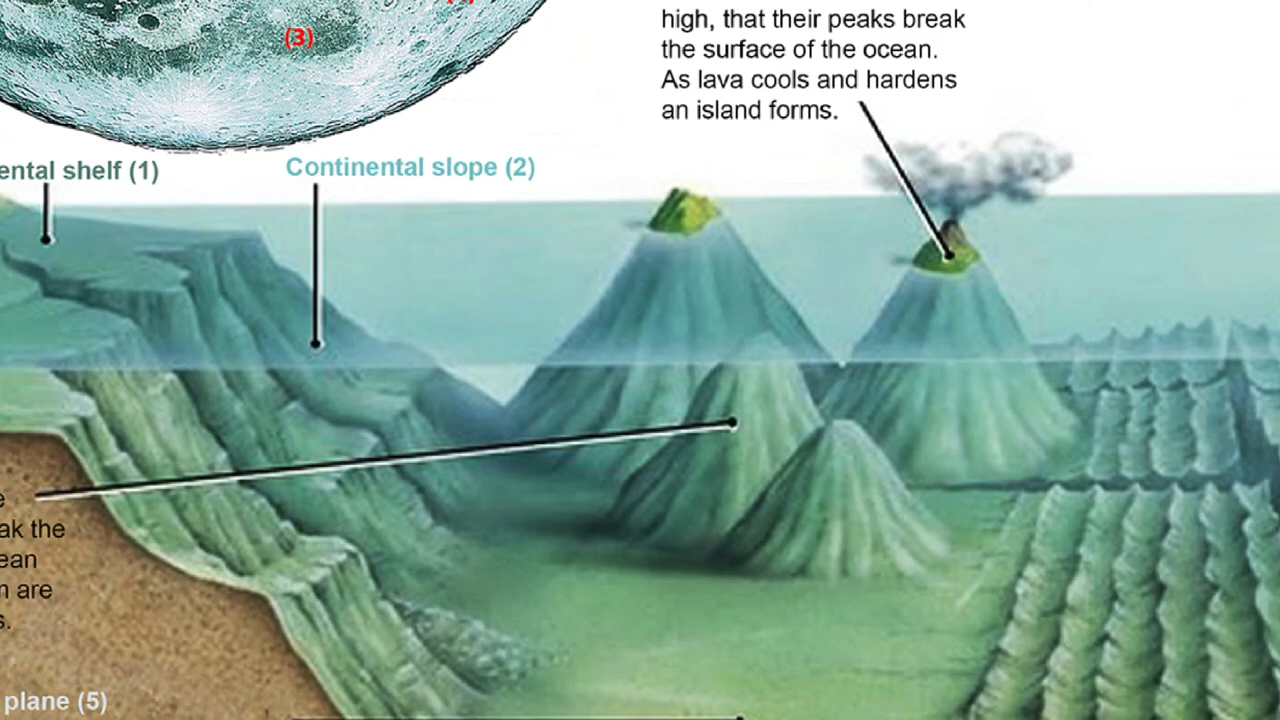 (3)
high, that their peaks break
the surface of the ocean.
As lava cools and hardens
an island forms.
ental shelf (1)
Continental slope (2)
e
ak the
ean
are
s.
plane (5)